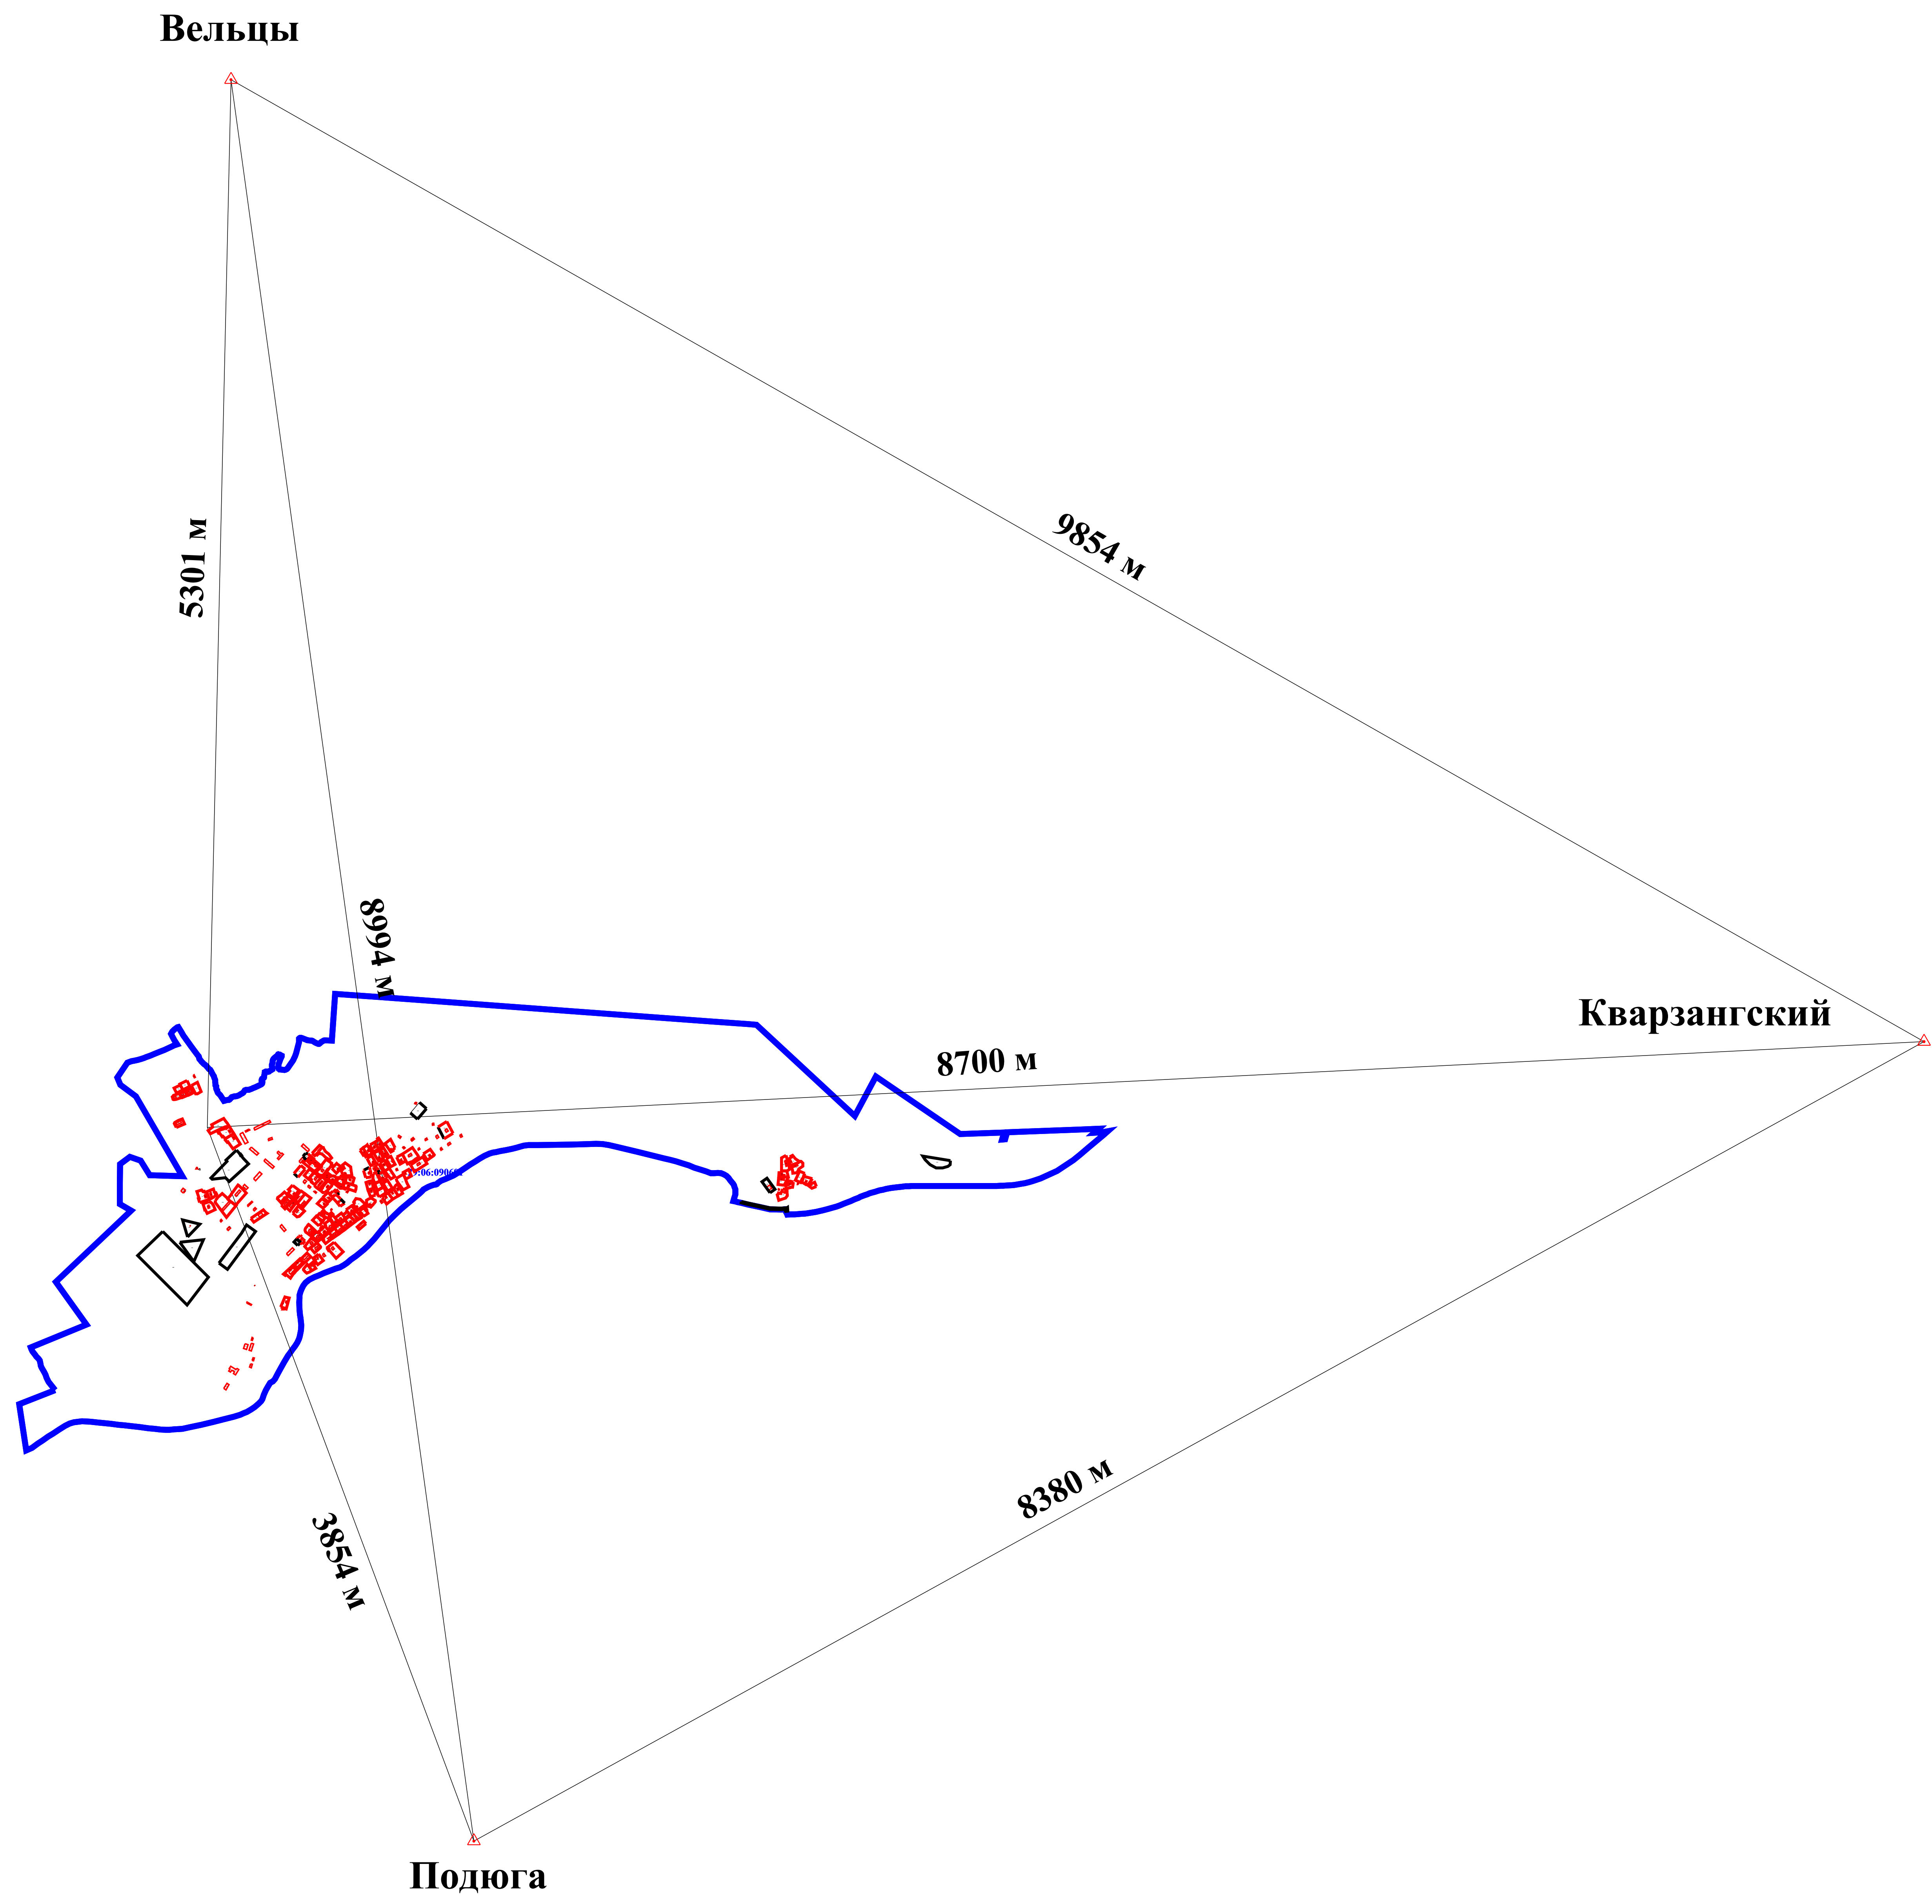 Вельцы
5301 м
9854 м
8994 м
Кварзангский
8700 м
8380 м
3854 м
Подюга